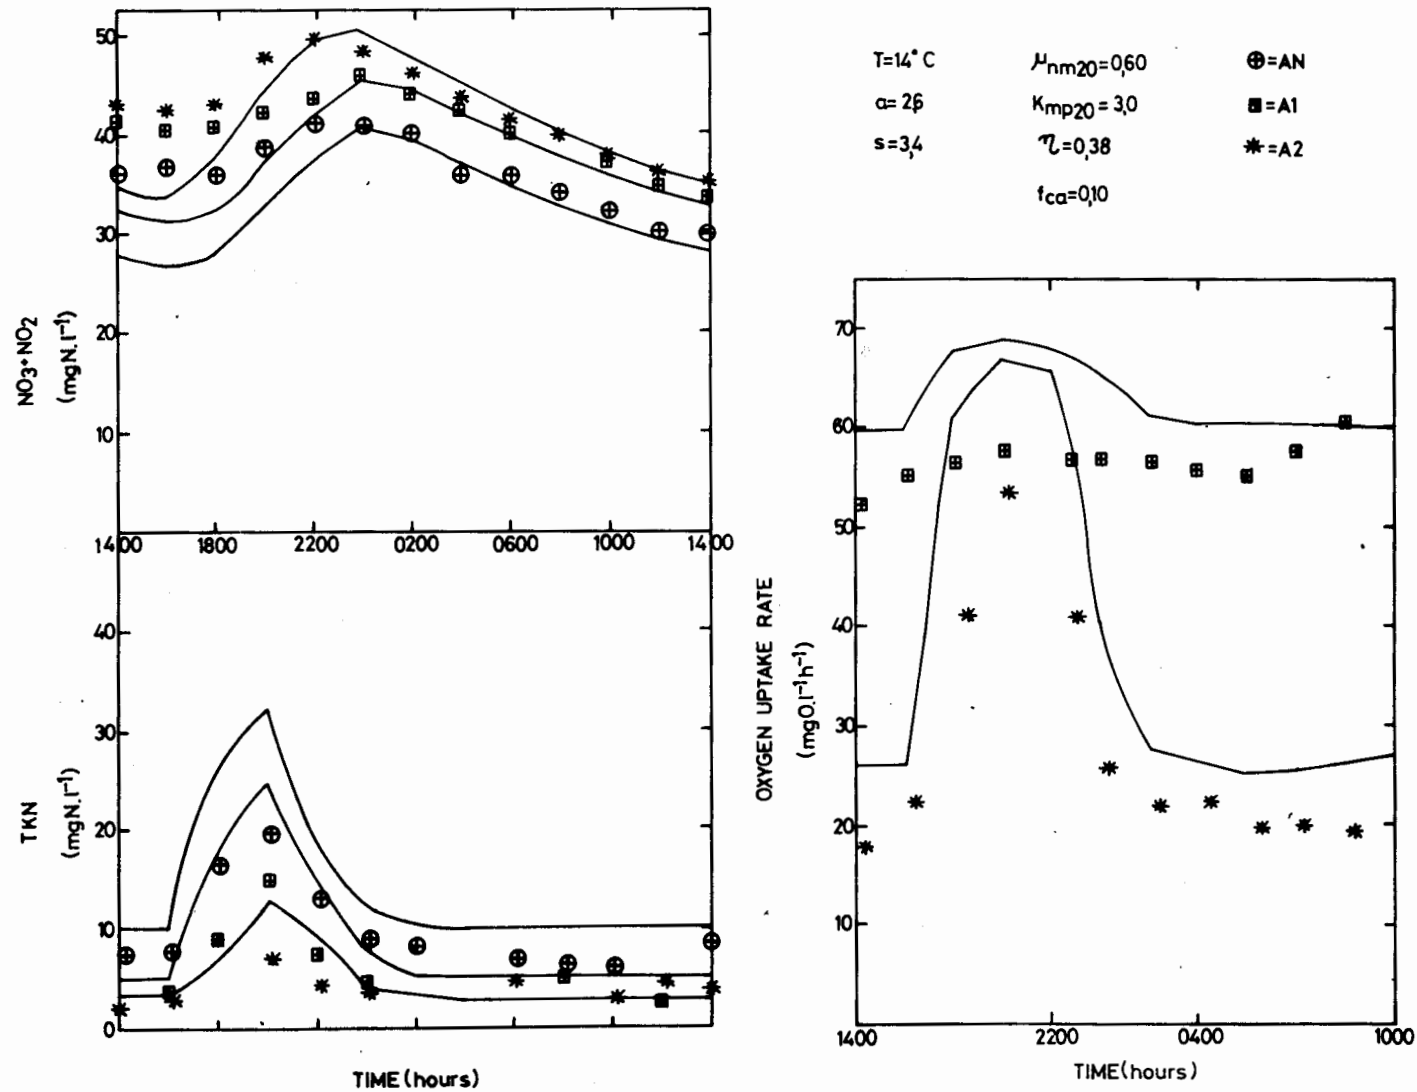 50
40
30
20
10
NO3+NO2
(mgN.l-1)
1400 1800 2200 0200 0600 1000 1400
40
30
20
10
0
TKN
(mgN.l-1)
TIME (hours)
T=14°C μnm20=0,60 ⊕=AN
a=2,6 Kmp20=3,0 ⊞=A1
s=3,4 η=0,38 *=A2
fca=0,10
70
60
50
40
30
20
10
OXYGEN UPTAKE RATE
(mgO.l-1h-1)
1400 2200 0400 1000
TIME(hours)